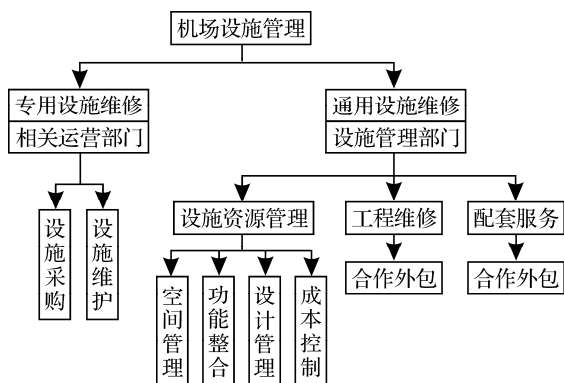 机场设施管理
专用设施维修
相关运营部门
通用设施维修
设施管理部门
设施采购
设施维护
设施资源管理
工程维修
配套服务
合作外包
合作外包
空间管理
功能整合
设计管理
成本控制